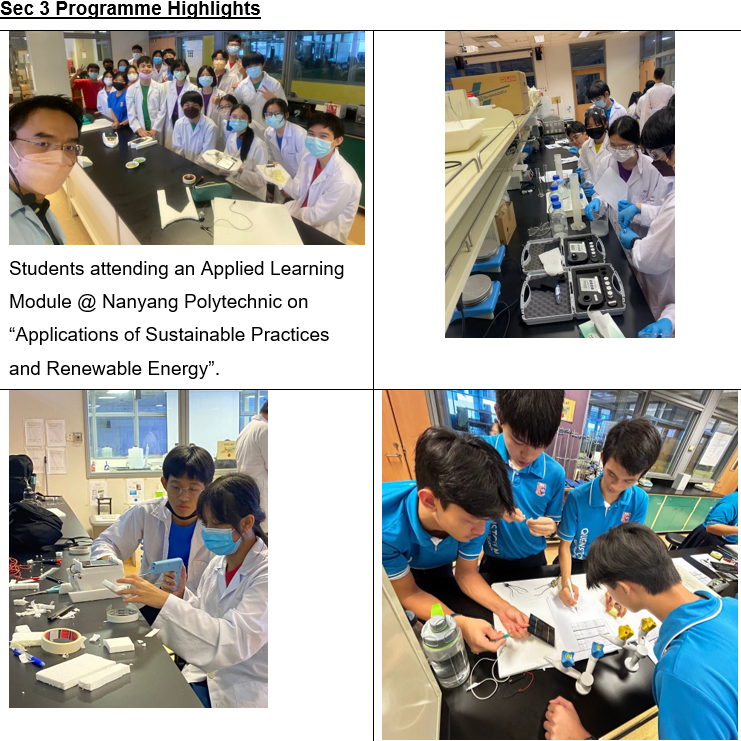 Sec 3 Programme Highlights
Students attending an Applied Learning
Module @ Nanyang Polytechnic on
“Applications of Sustainable Practices
and Renewable Energy”.